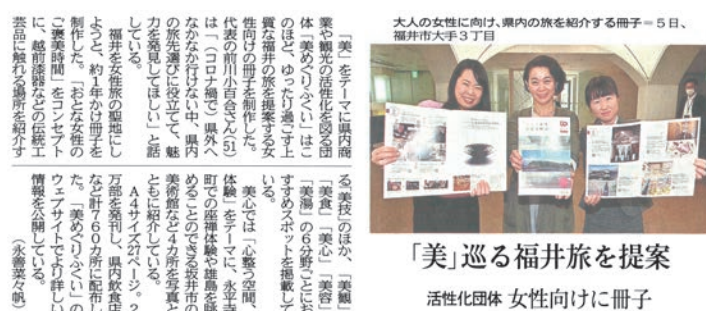 大人の女性に向け、県内の旅を紹介する冊子=5日、
福井市大手3丁目
「美」巡る福井旅を提案
活性化団体 女性向けに冊子
「美」をテーマに県内商
業や観光の活性化を図る団
体「美めぐりふくい」はこ
のほど、ゆったり過ごす上
質な福井の旅を提案する女
性向けの冊子を制作した。
代表の前川小百合さん(51)
は「(コロナ禍で)県外へ
なかなか行けない中、県内
の旅先選びに役立てて、魅
力を発見してほしい」と話
している。
福井を女性旅の聖地にし
ようと、約1年かけ冊子を
制作した。「おとな女性の
ご褒美時間」をコンセプト
に、越前漆器などの伝統工
芸品に触れる場所を紹介す
る「美技」のほか、「美観」
「美食」「美心」「美容」
「美湯」の6分野ごとにお
すすめスポットを掲載して
いる。
美心では「心整う空間、
体験」をテーマに、永平寺
町での座禅体験や雄島を眺
めることのできる坂井市の
美術館など4カ所を写真と
ともに紹介している。
A4サイズ21ページ。2
万部を発刊し、県内飲食店
など計760カ所に配布し
た。「美めぐりふくい」の
ウェブサイトでより詳しい
情報を公開している。
(永善菜々帆)